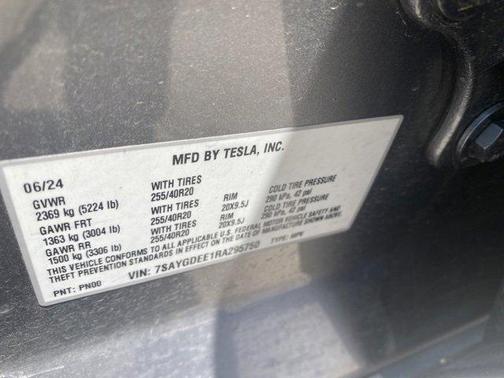 MFD BY TESLA, INC.
06/24
GVWR
2369 kg (5224 lb)
GAWR FRT WITH TIRES RIM COLD TIRE PRESSURE
1363 kg (3004 lb) 255/40R20 20X9.5J 290 kPa, 42 psi
GAWR RR WITH TIRES RIM COLD TIRE PRESSURE
1500 kg (3306 lb) 255/40R20 20X9.5J 290 kPa, 42 psi
THIS VEHICLE CONFORMS TO ALL APPLICABLE U.S. FEDERAL MOTOR VEHICLE SAFETY AND
THEFT PREVENTION STANDARDS IN EFFECT ON THE DATE OF MANUFACTURE SHOWN ABOVE.
VIN: 7SAYGDEE1RA295750 TYPE: MPV
PNT: PN00